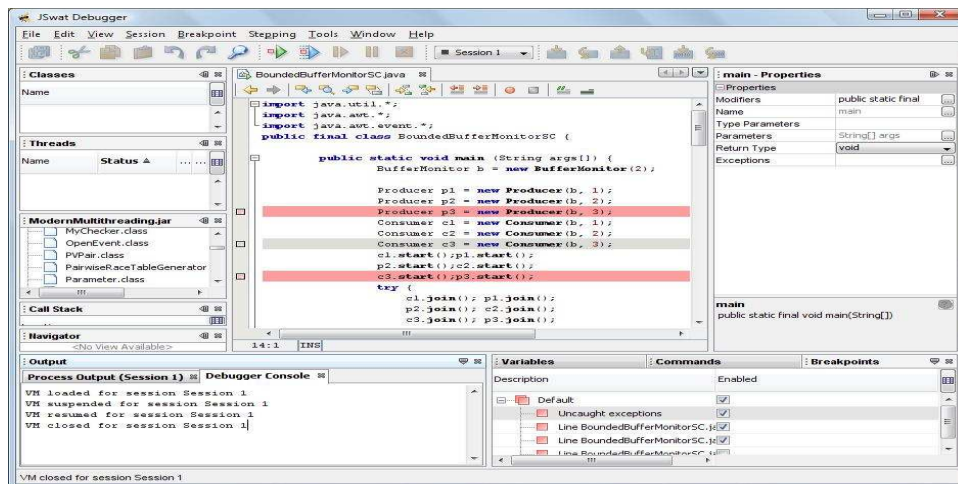 JSwat Debugger
File Edit View Session Breakpoint Stepping Tools Window Help
Session 1
Classes
Name
Threads
Name Status
ModernMultithreading.jar
MyChecker.class
OpenEvent.class
PVPair.class
PairwiseRaceTableGenerator
Parameter.class
Call Stack
Navigator
<No View Available>
BoundedBufferMonitorSC.java
import java.util.*;
import java.awt.*;
import java.awt.event.*;
public final class BoundedBufferMonitorSC {
public static void main (String args[]) {
BufferMonitor b = new BufferMonitor(2);
Producer p1 = new Producer(b, 1);
Producer p2 = new Producer(b, 2);
Producer p3 = new Producer(b, 3);
Consumer c1 = new Consumer(b, 1);
Consumer c2 = new Consumer(b, 2);
Consumer c3 = new Consumer(b, 3);
c1.start();p1.start();
p2.start();c2.start();
c3.start();p3.start();
try {
c1.join(); p1.join();
p2.join(); c2.join();
c3.join(); p3.join();
14:1 INS
main - Properties
Properties
Modifiers public static final
Name main
Type Parameters
Parameters String[] args
Return Type void
Exceptions
main
public static final void main(String[])
Output
Process Output (Session 1) Debugger Console
VM loaded for session Session 1
VM suspended for session Session 1
VM resumed for session Session 1
VM closed for session Session 1
Variables Commands Breakpoints
Description Enabled
Default
Uncaught exceptions
Line BoundedBufferMonitorSC.ja
Line BoundedBufferMonitorSC.ja
Line BoundedBufferMonitorSC.ja
VM closed for session Session 1